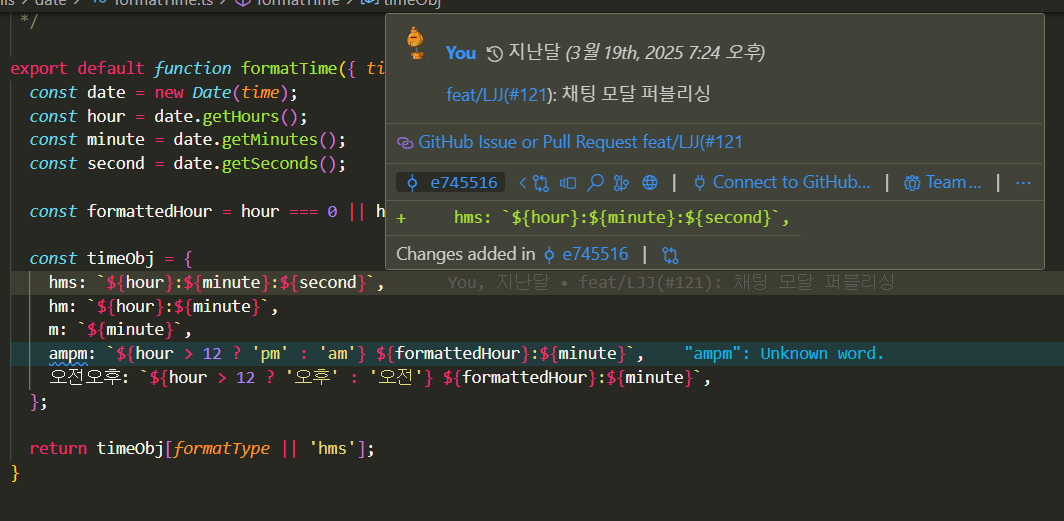 date > formatTime.ts > formatTime > timeObj
*/
export default function formatTime({ ti
const date = new Date(time);
const hour = date.getHours();
const minute = date.getMinutes();
const second = date.getSeconds();
const formattedHour = hour === 0 || h
const timeObj = {
hms: `${hour}:${minute}:${second}`, You, 지난달 • feat/LJJ(#121): 채팅 모달 퍼블리싱
hm: `${hour}:${minute}`,
m: `${minute}`,
ampm: `${hour > 12 ? 'pm' : 'am'} ${formattedHour}:${minute}`, "ampm": Unknown word.
오전오후: `${hour > 12 ? '오후' : '오전'} ${formattedHour}:${minute}`,
};
return timeObj[formatType || 'hms'];
}
You 지난달 (3월 19th, 2025 7:24 오후)
feat/LJJ(#121): 채팅 모달 퍼블리싱
GitHub Issue or Pull Request feat/LJJ(#121
e745516 | Connect to GitHub... | Team... | ...
+ hms: `${hour}:${minute}:${second}`,
Changes added in e745516 |